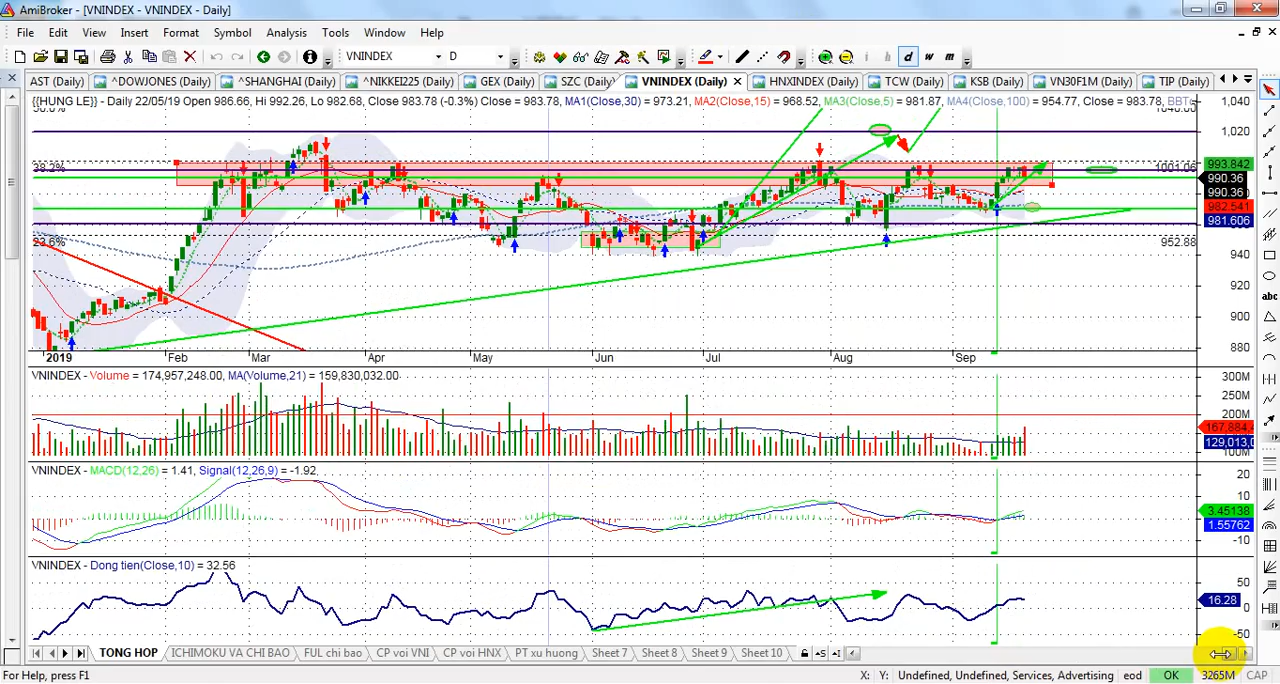 AmiBroker - [VNINDEX - VNINDEX - Daily]
File Edit View Insert Format Symbol Analysis Tools Window Help
VNINDEX D i h d w m
AST (Daily) ^DOWJONES (Daily) ^SHANGHAI (Daily) ^NIKKEI225 (Daily) GEX (Daily) SZC (Daily) VNINDEX (Daily) HNXINDEX (Daily) TCW (Daily) KSB (Daily) VN30F1M (Daily) TIP (Daily)
{{HUNG LE}} - Daily 22/05/19 Open 986.66, Hi 992.26, Lo 982.68, Close 983.78 (-0.3%) Close = 983.78, MA1(Close,30) = 973.21, MA2(Close,15) = 968.52, MA3(Close,5) = 981.87, MA4(Close,100) = 954.77, Close = 983.78, 1,040
1,020
38.2% 1001.06 993.842
990.36
990.36
982.541
981.606
23.6% 952.88
940
abc
920
900
880
2019 Feb Mar Apr May Jun Jul Aug Sep
VNINDEX - Volume = 174,957,248.00, MA(Volume,21) = 159,830,032.00 300M
250M
200M
167,884,4
129,013,0
100M
VNINDEX - MACD(12,26) = 1.41, Signal(12,26,9) = -1.92, 20
10
3.45138
1.55762
-10
VNINDEX - Dong tien(Close,10) = 32.56
50
16.28
0
-50
TONG HOP ICHIMOKU VA CHI BAO FUL chi bao CP voi VNI CP voi HNX PT xu huong Sheet 7 Sheet 8 Sheet 9 Sheet 10
For Help, press F1 X: Y: Undefined, Undefined, Services, Advertising eod OK 3265M CAP